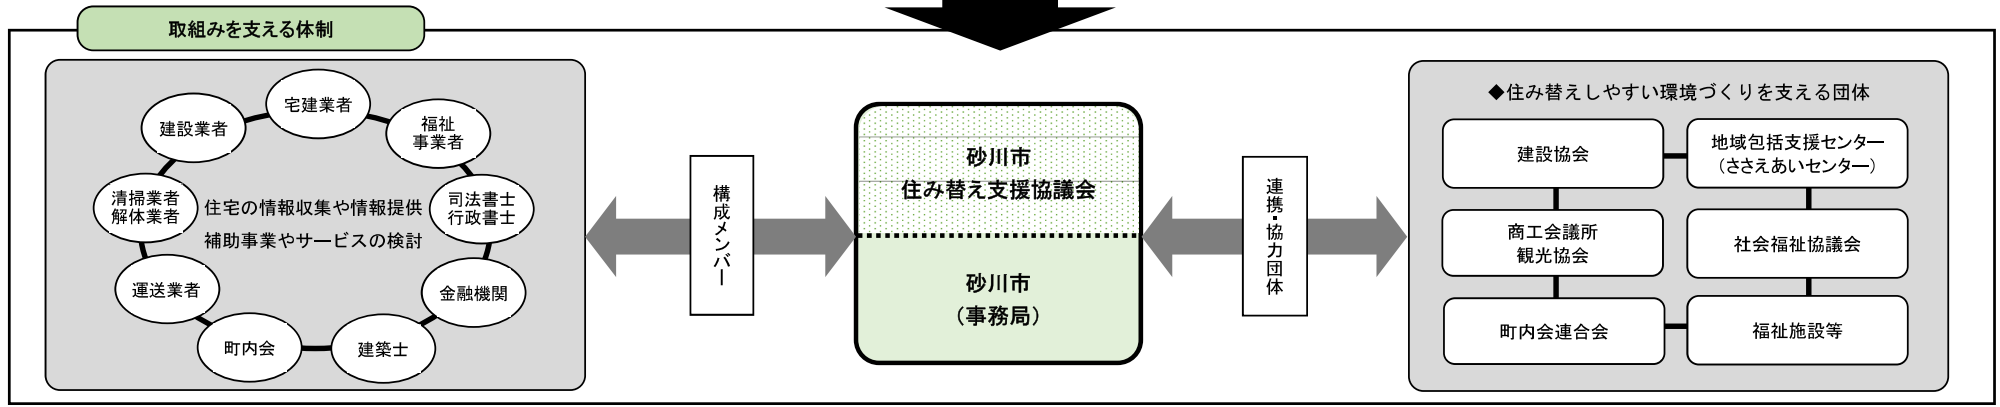 取組みを支える体制
宅建業者
建設業者
福祉
事業者
清掃業者
解体業者
司法書士
行政書士
住宅の情報収集や情報提供
補助事業やサービスの検討
運送業者
金融機関
町内会
建築士
構成メンバー
砂川市
住み替え支援協議会
砂川市
（事務局）
連携・協力団体
◆住み替えしやすい環境づくりを支える団体
建設協会
地域包括支援センター
（ささえあいセンター）
商工会議所
観光協会
社会福祉協議会
町内会連合会
福祉施設等